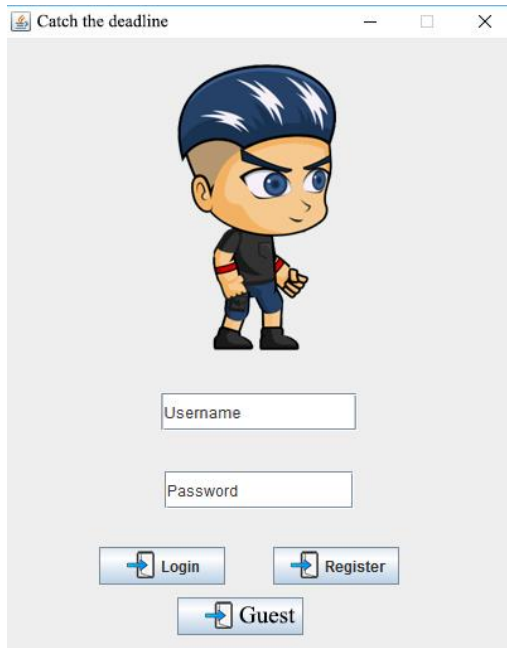 Catch the deadline
Username
Password
Login Register
Guest